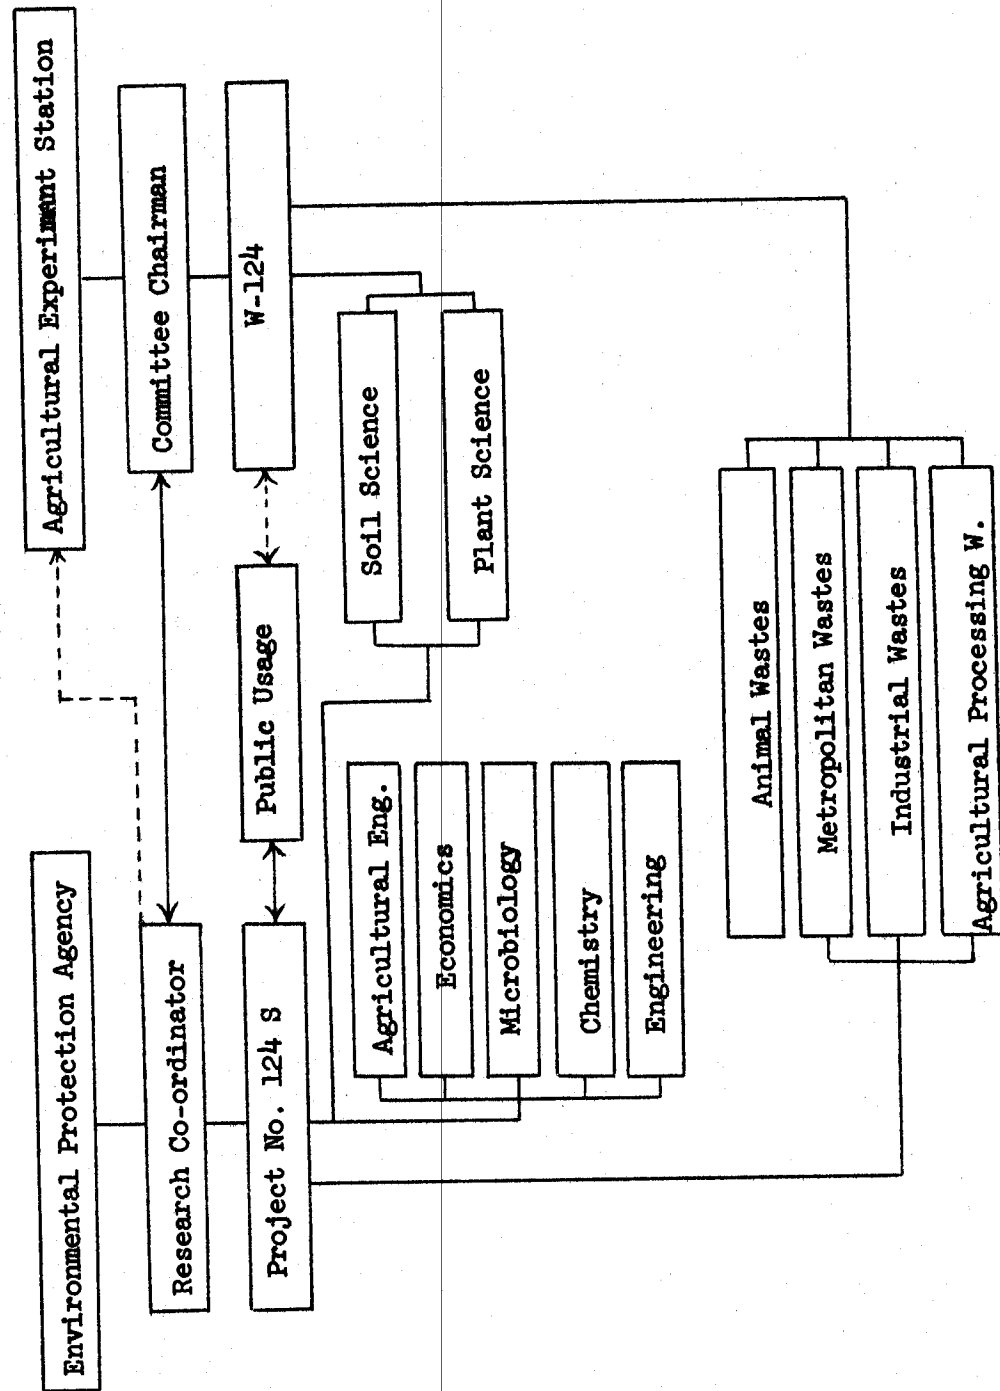 Environmental Protection Agency
Agricultural Experiment Station
Research Co-ordinator
Committee Chairman
Project No. 124 S
Public Usage
W-124
Agricultural Eng.
Economics
Microbiology
Chemistry
Engineering
Soil Science
Plant Science
Animal Wastes
Metropolitan Wastes
Industrial Wastes
Agricultural Processing W.